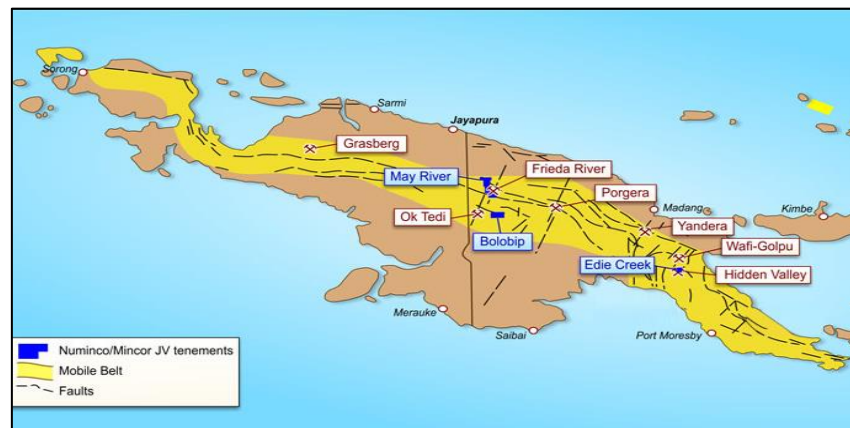 Sorong
Sarmi
Jayapura
Grasberg
Frieda River
May River
Porgera
Madang
Kimbe
Ok Tedi
Yandera
Bolobip
Wafi-Golpu
Edie Creek
Hidden Valley
Merauke
Saibai
Port Moresby
Numinco/Mincor JV tenements
Mobile Belt
Faults